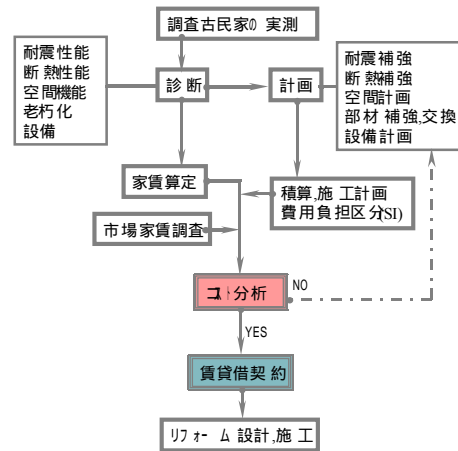 調査古民家の 実測
耐震性能
断熱性能
空間機能
老朽化
設備
診断
計画
耐震補強
断熱補強
空間計画
部材補強,交換
設備計画
家賃算定
積算,施工計画
費用負担区分(SI)
市場家賃調査
コスト分析
NO
YES
賃貸借契約
リフォーム 設計,施工